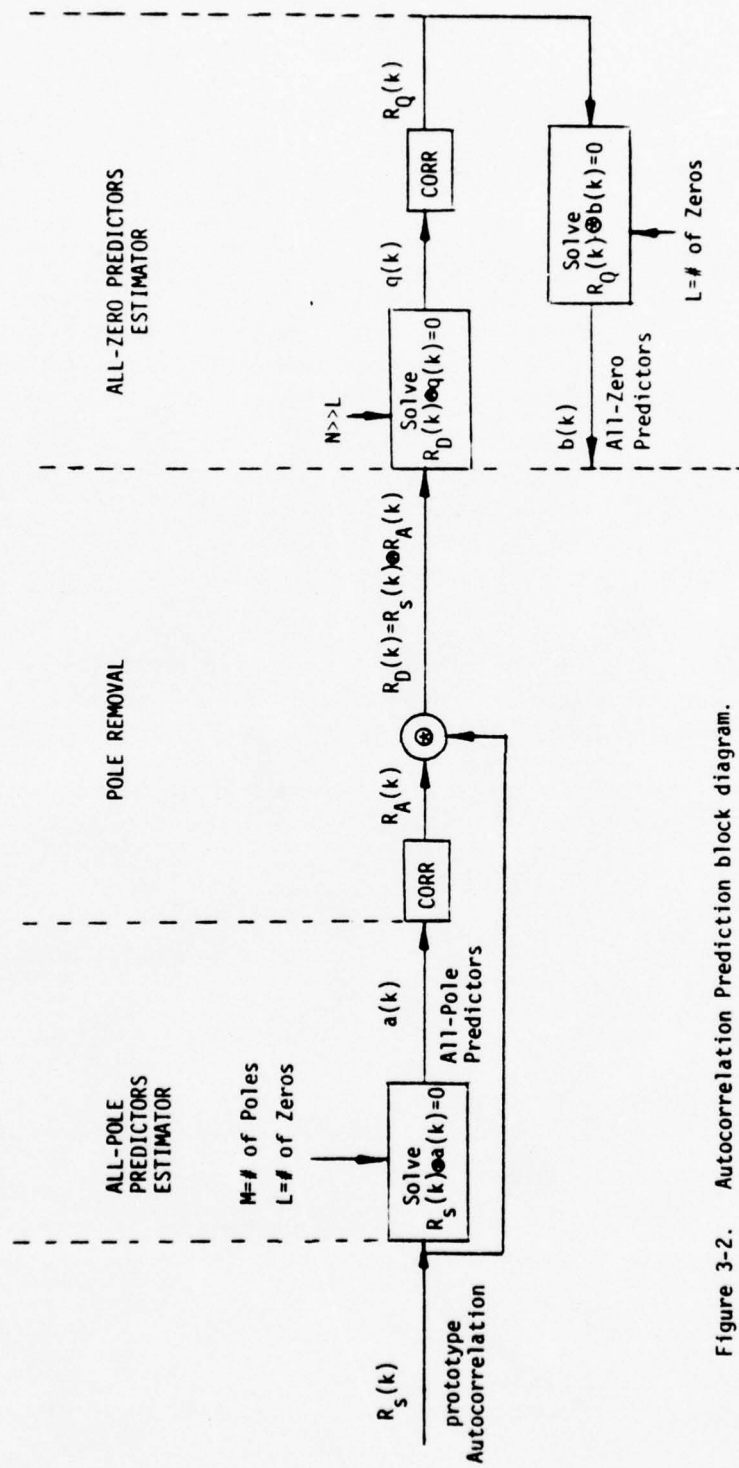 ALL-POLE
PREDICTORS
ESTIMATOR
POLE REMOVAL
ALL-ZERO PREDICTORS
ESTIMATOR
M=# of Poles
L=# of Zeros
R_s(k)
prototype
Autocorrelation
Solve
R_s(k)⊛a(k)=0
a(k)
All-Pole
Predictors
CORR
R_A(k)
⊛
R_D(k)=R_s(k)⊛R_A(k)
N>>L
Solve
R_D(k)⊛q(k)=0
q(k)
CORR
R_Q(k)
Solve
R_Q(k)⊛b(k)=0
L=# of Zeros
b(k)
All-Zero
Predictors
Figure 3-2. Autocorrelation Prediction block diagram.